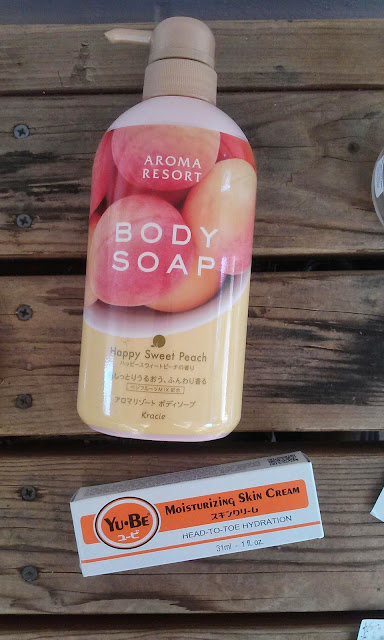 AROMA
RESORT
BODY
SOAP
Happy Sweet Peach
ハッピースウィートピーチの香り
しっとりうるおう、ふんわり香る
アロマリゾート ボディソープ
Kracie
YU•BE
ユービ
MOISTURIZING SKIN CREAM
スキンクリーム
HEAD-TO-TOE HYDRATION
31ml - 1 fl. oz.